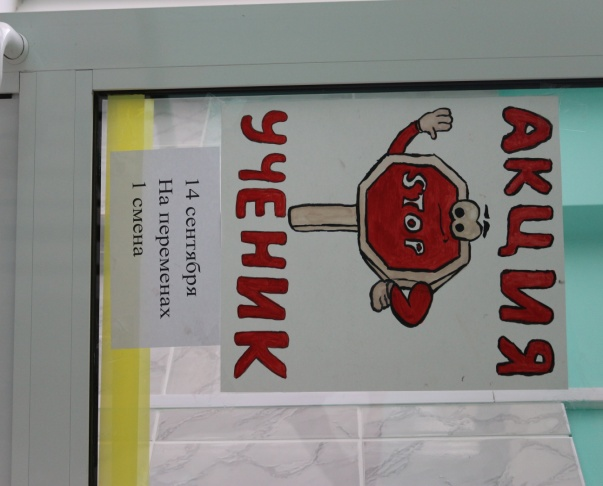 АКЦИЯ
STOP
УЧЕНИК
14 сентября
На переменах
1 смена